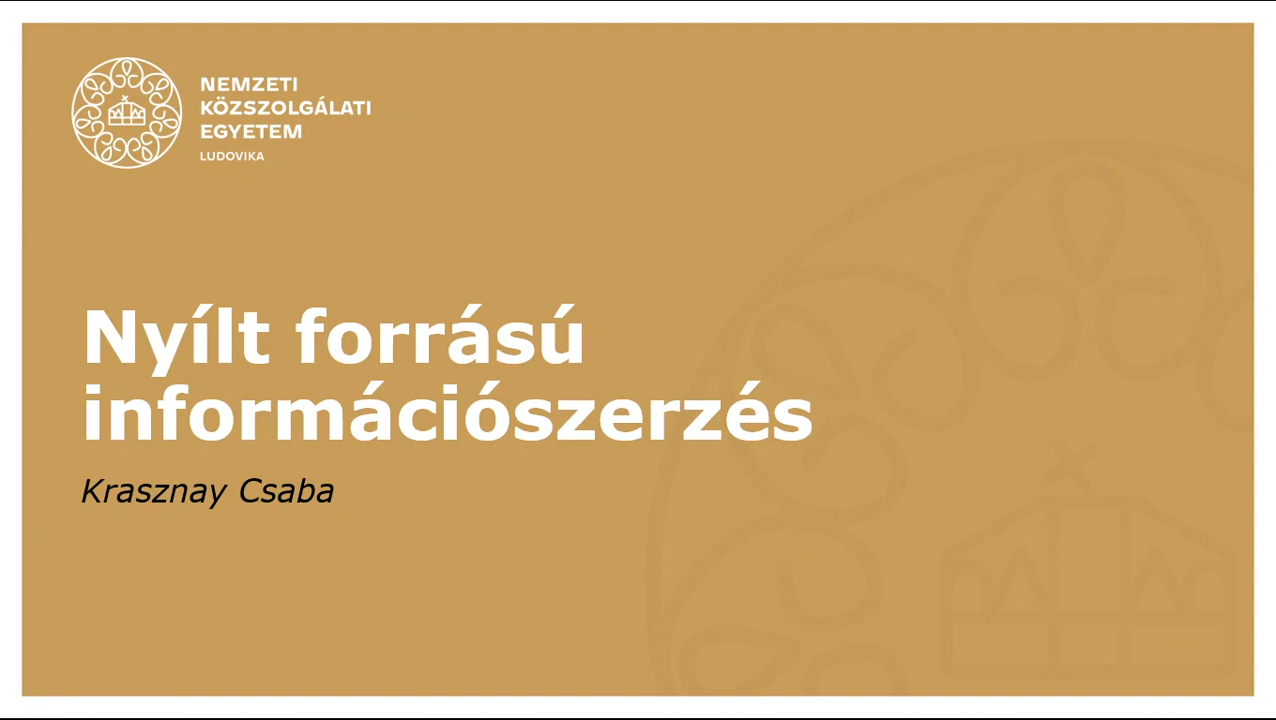 NEMZETI
KÖZSZOLGÁLATI
EGYETEM
LUDOVIKA
Nyílt forrású
információszerzés
Krasznay Csaba